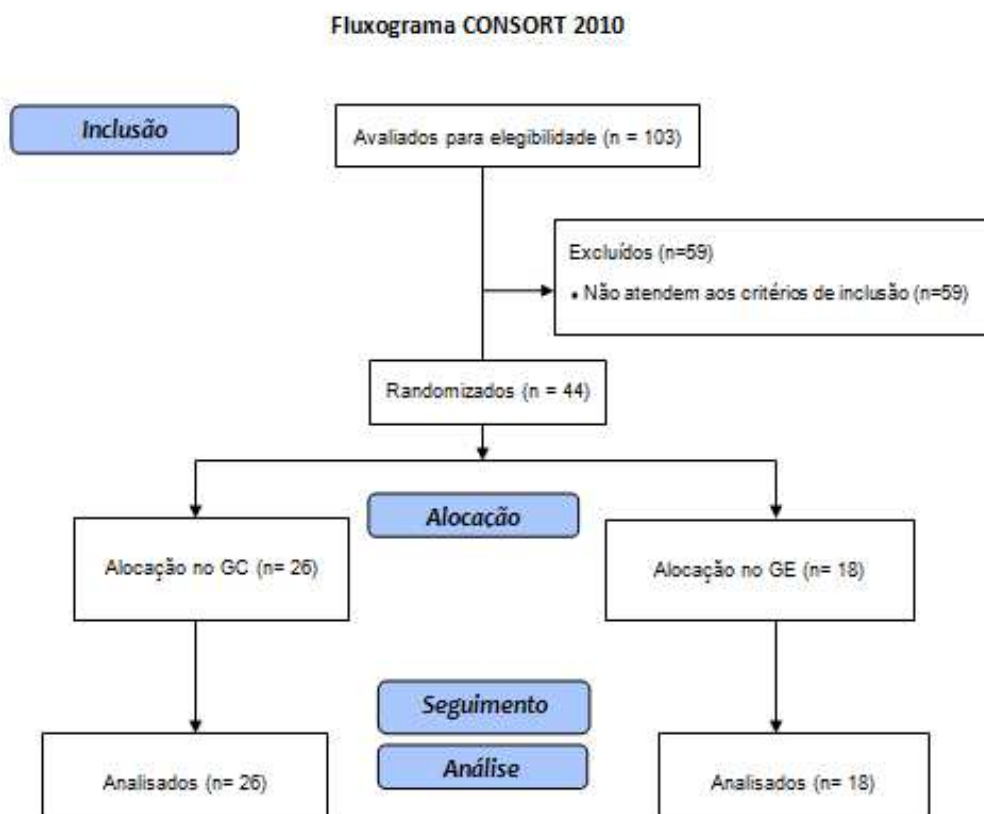 Fluxograma CONSORT 2010
Inclusão
Avaliados para elegibilidade (n = 103)
Excluídos (n=59)
• Não atendem aos critérios de inclusão (n=59)
Randomizados (n = 44)
Alocação
Alocação no GC (n= 26)
Alocação no GE (n= 18)
Seguimento
Análise
Analisados (n= 26)
Analisados (n= 18)